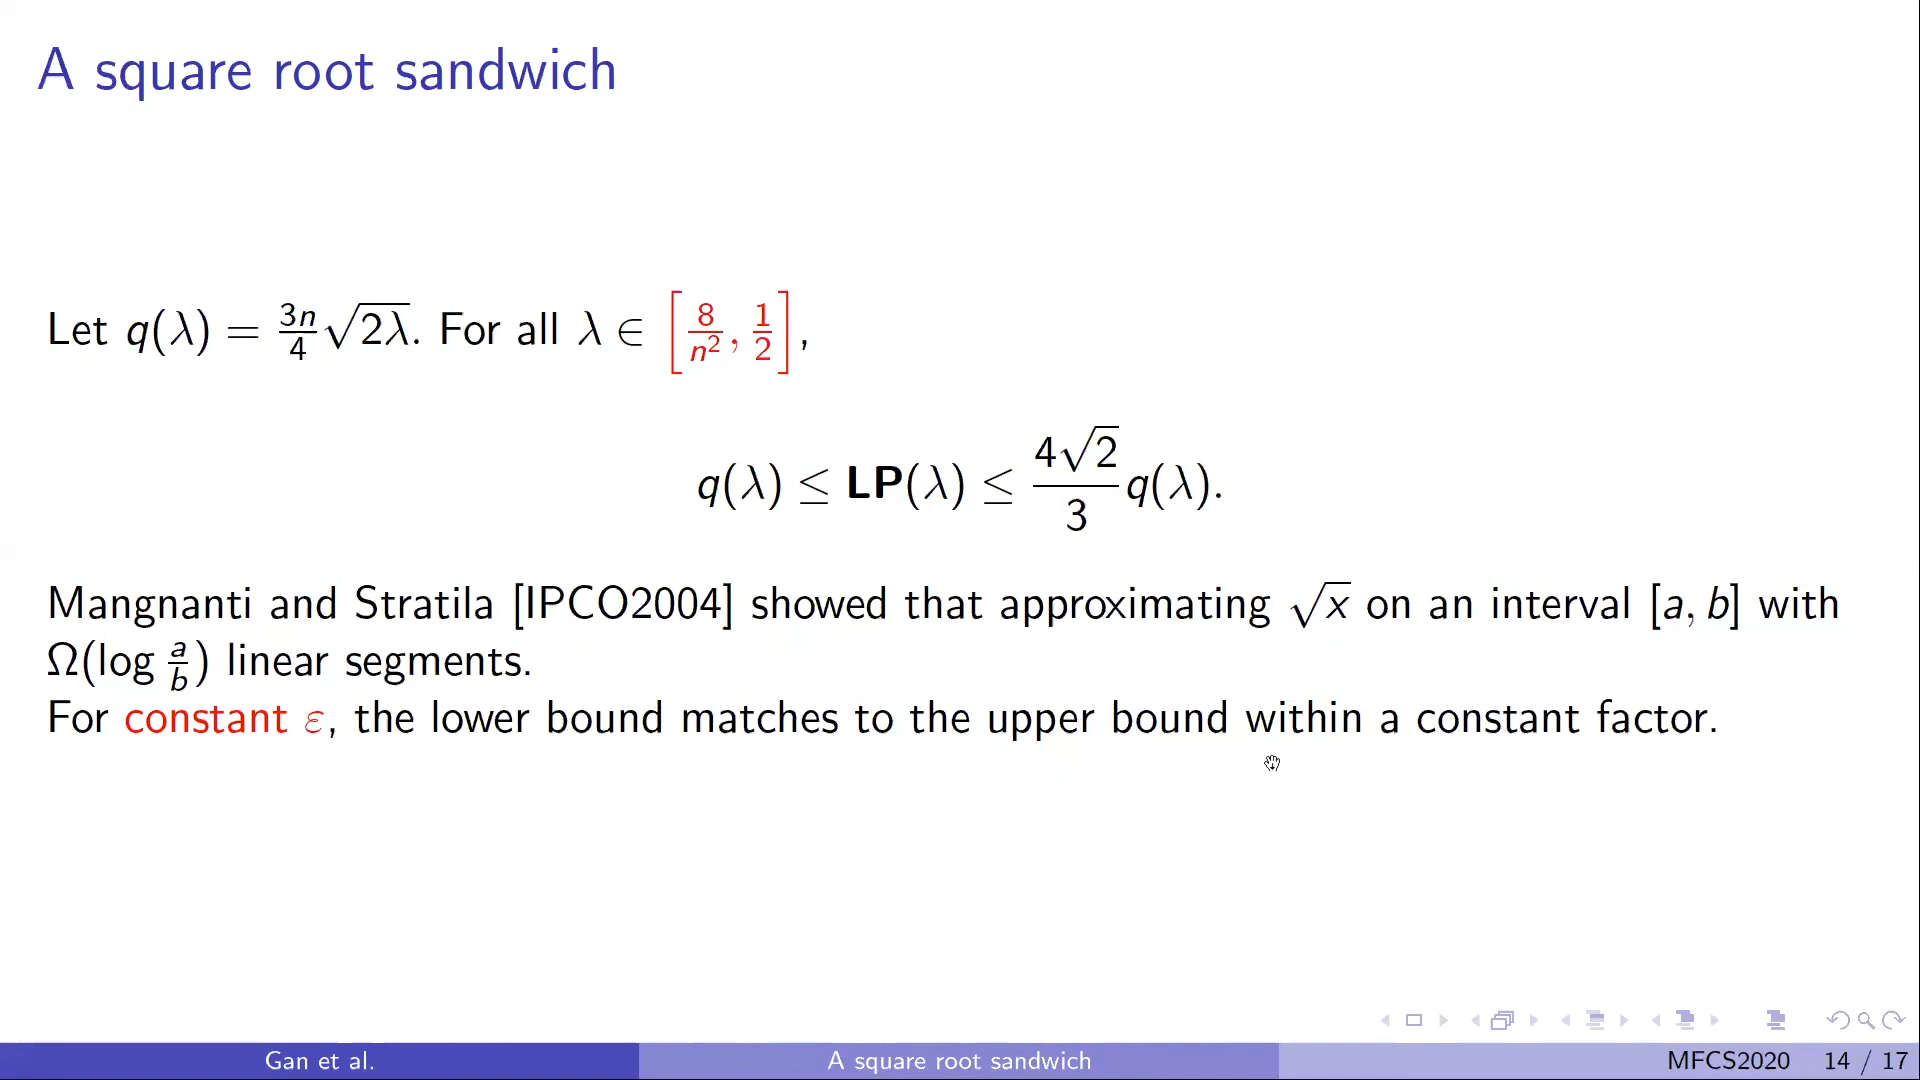 A square root sandwich
Let q(λ) = 3n/4 √2λ. For all λ ∈ [8/n², 1/2],
q(λ) ≤ LP(λ) ≤ 4√2/3 q(λ).
Mangnanti and Stratila [IPCO2004] showed that approximating √x on an interval [a, b] with
Ω(log a/b) linear segments.
For constant ε, the lower bound matches to the upper bound within a constant factor.
Gan et al. A square root sandwich MFCS2020 14 / 17